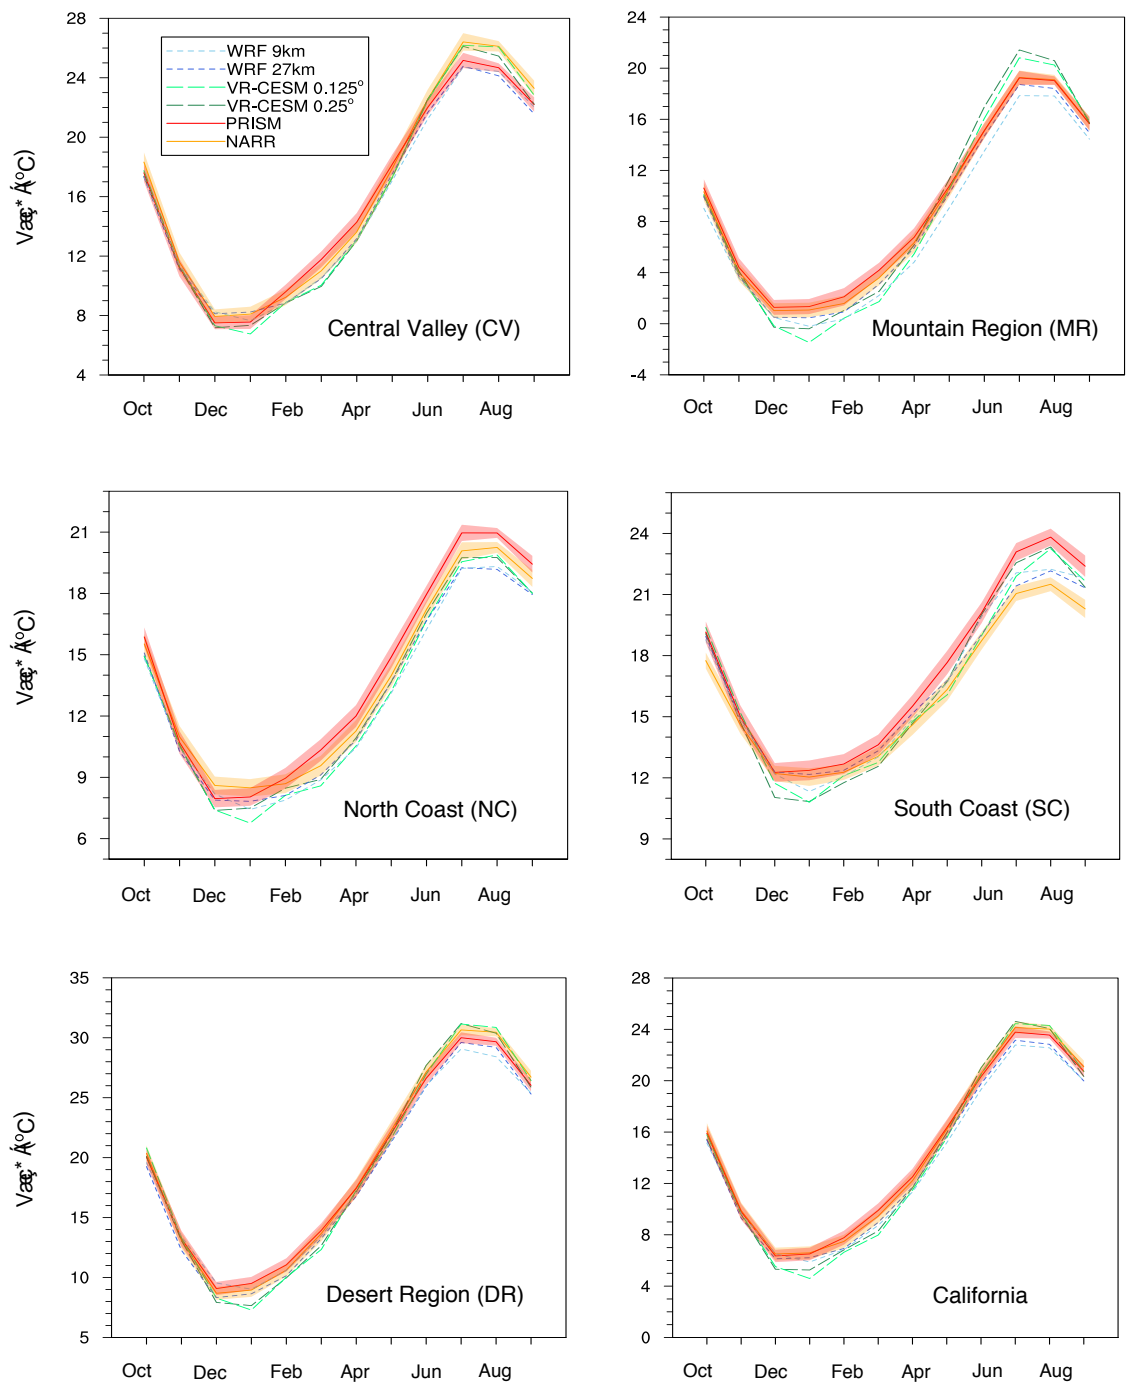 28
24
20
16
12
8
4
WRF 9km
WRF 27km
VR-CESM 0.125°
VR-CESM 0.25°
PRISM
NARR
Central Valley (CV)
Oct Dec Feb Apr Jun Aug
24
20
16
12
8
4
0
-4
Mountain Region (MR)
Oct Dec Feb Apr Jun Aug
(°C)
21
18
15
12
9
6
North Coast (NC)
Oct Dec Feb Apr Jun Aug
(°C)
24
21
18
15
12
9
South Coast (SC)
Oct Dec Feb Apr Jun Aug
35
30
25
20
15
10
5
Desert Region (DR)
Oct Dec Feb Apr Jun Aug
(°C)
28
24
20
16
12
8
4
0
California
Oct Dec Feb Apr Jun Aug